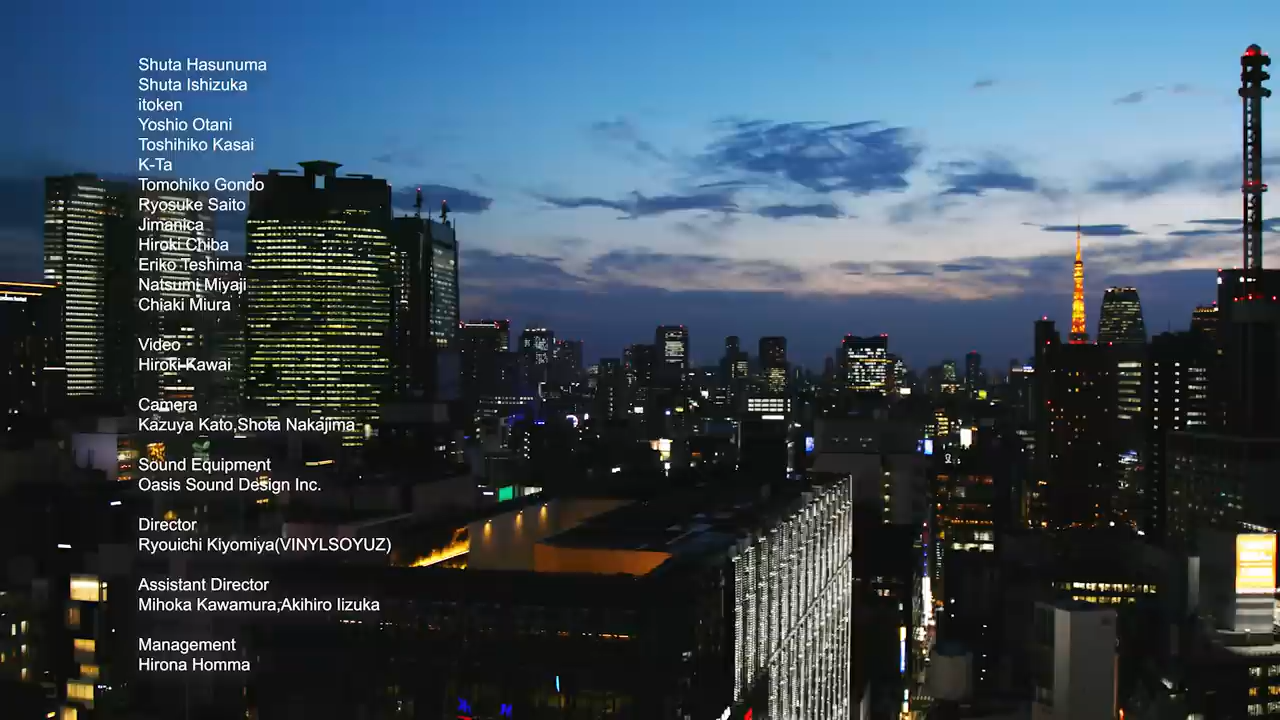 Shuta Hasunuma
Shuta Ishizuka
itoken
Yoshio Otani
Toshihiko Kasai
K-Ta
Tomohiko Gondo
Ryosuke Saito
Jimanica
Hiroki Chiba
Eriko Teshima
Natsumi Miyaji
Chiaki Miura
Video
Hiroki Kawai
Camera
Kazuya Kato,Shota Nakajima
Sound Equipment
Oasis Sound Design Inc.
Director
Ryouichi Kiyomiya(VINYLSOYUZ)
Assistant Director
Mihoka Kawamura,Akihiro Iizuka
Management
Hirona Homma